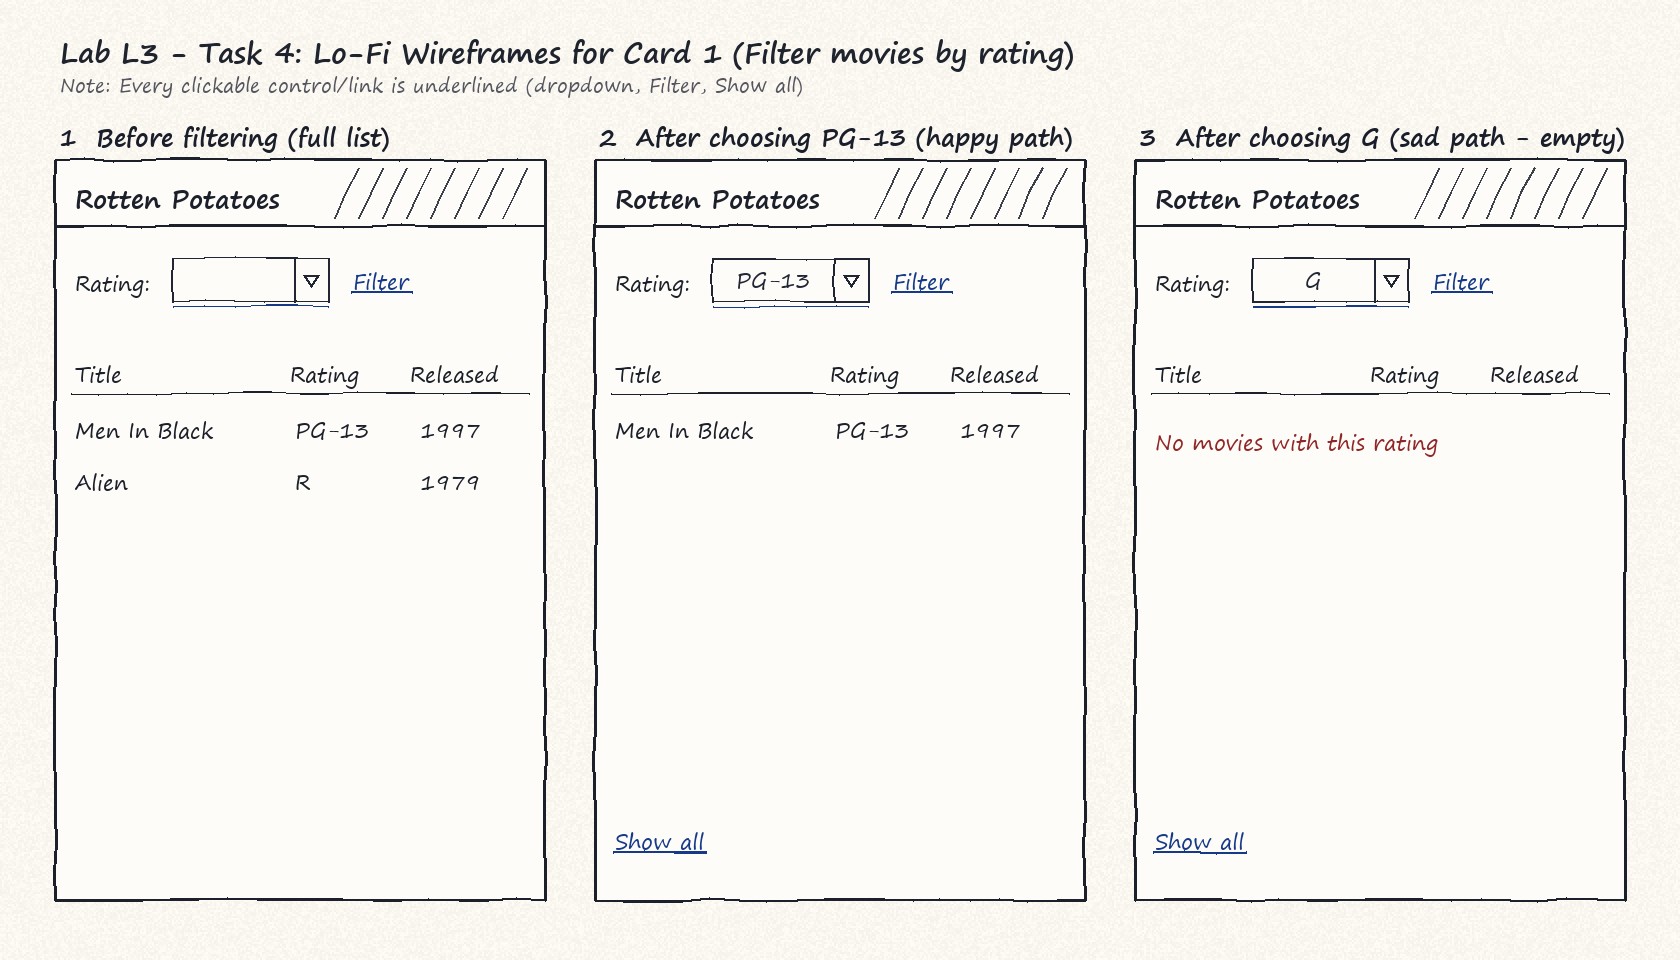 Lab L3 - Task 4: Lo-Fi Wireframes for Card 1 (Filter movies by rating)
Note: Every clickable control/link is underlined (dropdown, Filter, Show all)
1 Before filtering (full list)
Rotten Potatoes
Rating: Filter
Title Rating Released
Men In Black PG-13 1997
Alien R 1979
2 After choosing PG-13 (happy path)
Rotten Potatoes
Rating: PG-13 Filter
Title Rating Released
Men In Black PG-13 1997
Show all
3 After choosing G (sad path - empty)
Rotten Potatoes
Rating: G Filter
Title Rating Released
No movies with this rating
Show all